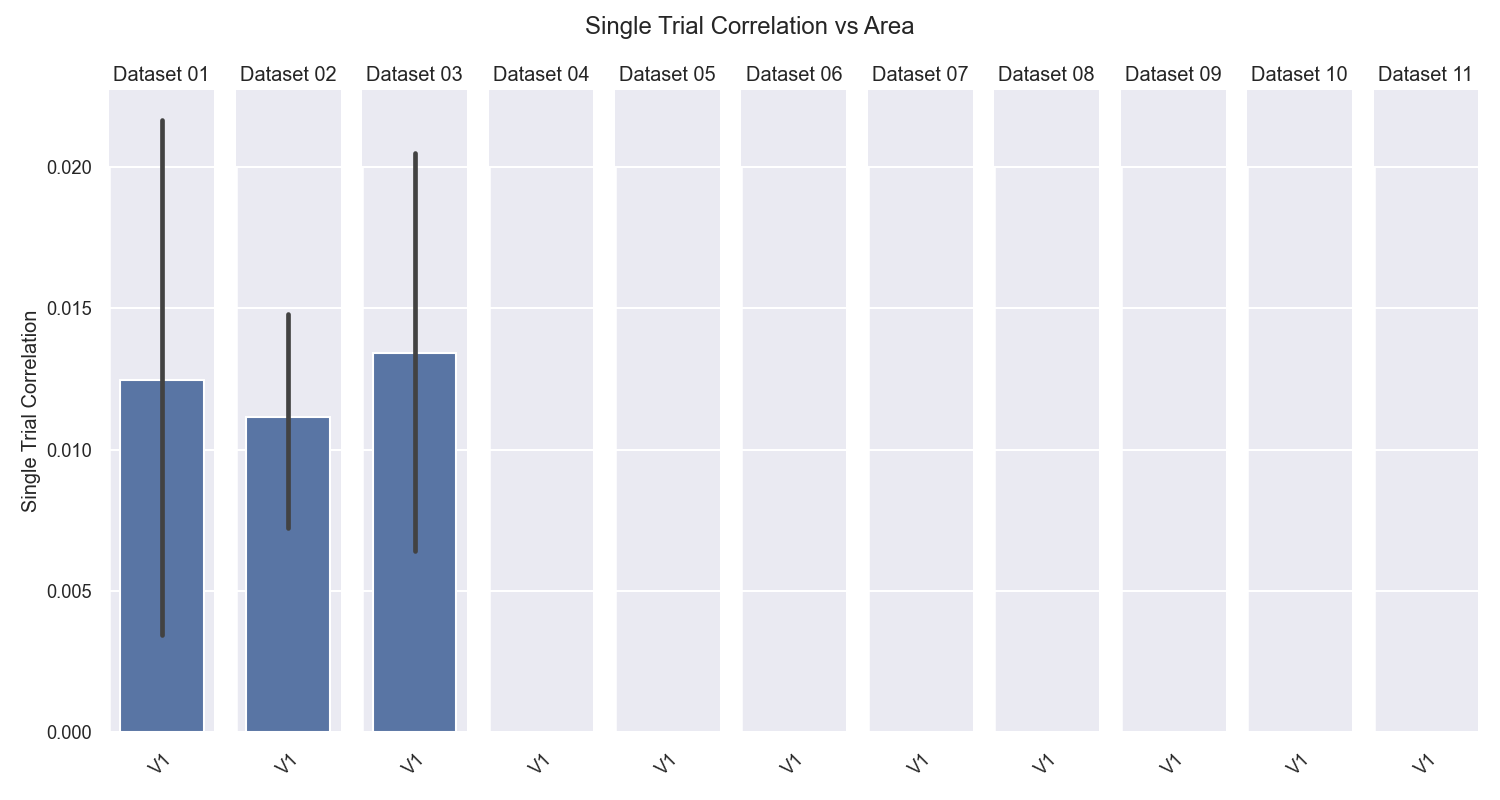 Single Trial Correlation vs Area
Dataset 01 Dataset 02 Dataset 03 Dataset 04 Dataset 05 Dataset 06 Dataset 07 Dataset 08 Dataset 09 Dataset 10 Dataset 11
Single Trial Correlation
0.020
0.015
0.010
0.005
0.000
V1 V1 V1 V1 V1 V1 V1 V1 V1 V1 V1